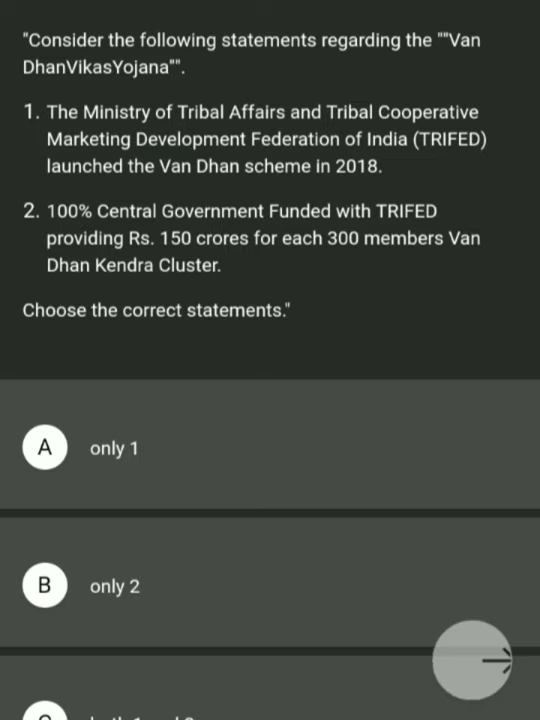 "Consider the following statements regarding the ""Van
DhanVikasYojana"".
1. The Ministry of Tribal Affairs and Tribal Cooperative
Marketing Development Federation of India (TRIFED)
launched the Van Dhan scheme in 2018.
2. 100% Central Government Funded with TRIFED
providing Rs. 150 crores for each 300 members Van
Dhan Kendra Cluster.
Choose the correct statements."
A only 1
B only 2